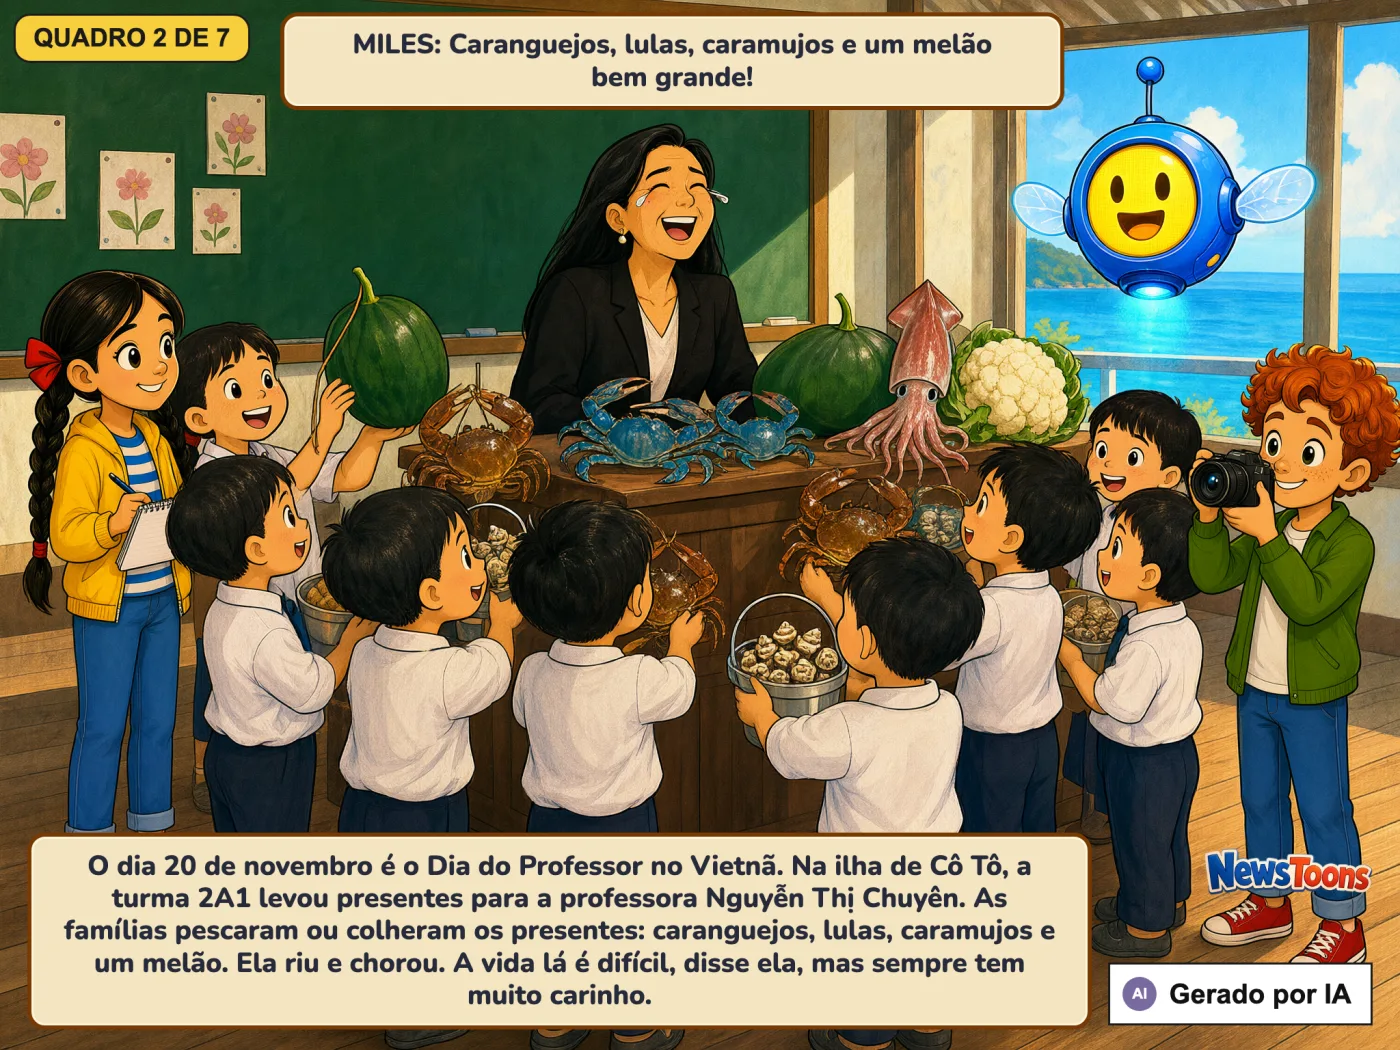 QUADRO 2 DE 7
MILES: Caranguejos, lulas, caramujos e um melão
bem grande!
O dia 20 de novembro é o Dia do Professor no Vietnã. Na ilha de Cô Tô, a
turma 2A1 levou presentes para a professora Nguyễn Thị Chuyên. As
famílias pescaram ou colheram os presentes: caranguejos, lulas, caramujos e
um melão. Ela riu e chorou. A vida lá é difícil, disse ela, mas sempre tem
muito carinho.
NEWSTOONS
AI Gerado por IA